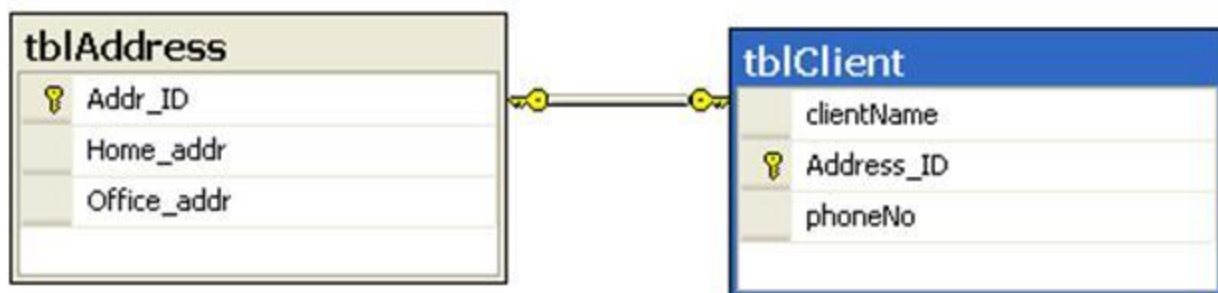 tblAddress
Addr_ID
Home_addr
Office_addr
tblClient
clientName
Address_ID
phoneNo